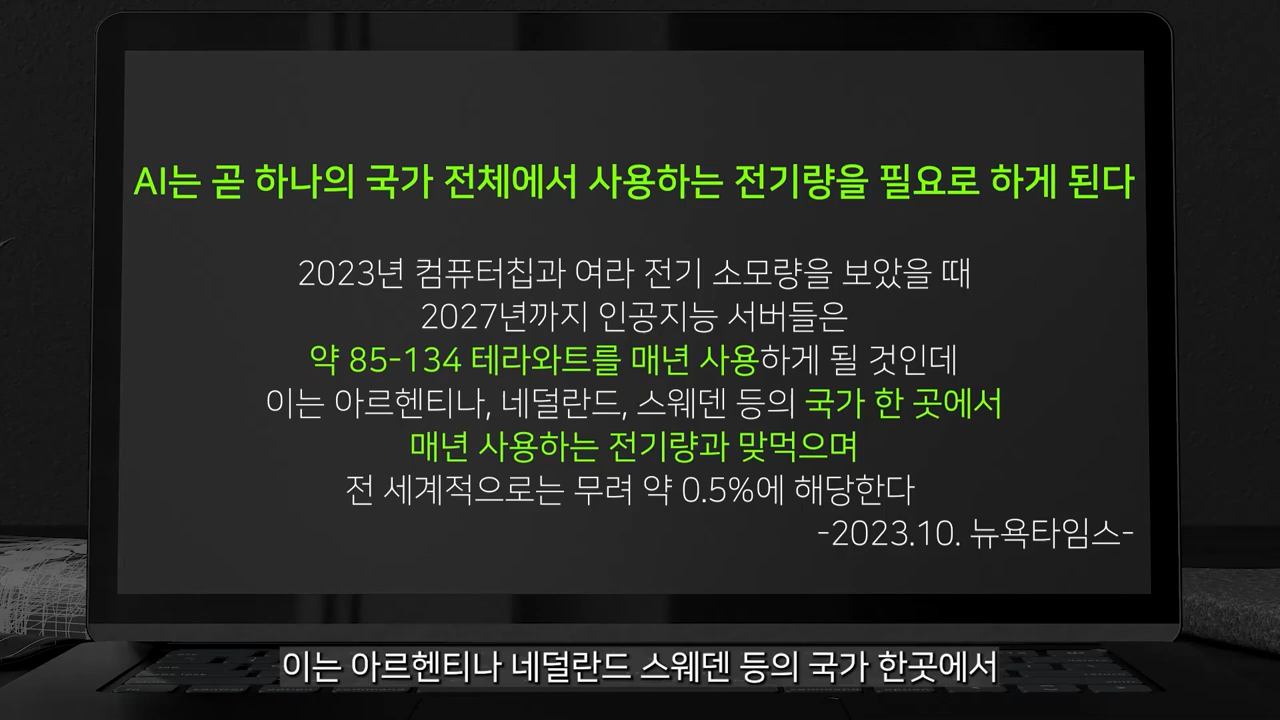 AI는 곧 하나의 국가 전체에서 사용하는 전기량을 필요로 하게 된다
2023년 컴퓨터칩과 여라 전기 소모량을 보았을 때
2027년까지 인공지능 서버들은
약 85-134 테라와트를 매년 사용하게 될 것인데
이는 아르헨티나, 네덜란드, 스웨덴 등의 국가 한 곳에서
매년 사용하는 전기량과 맞먹으며
전 세계적으로는 무려 약 0.5%에 해당한다
-2023.10. 뉴욕타임스-
이는 아르헨티나 네덜란드 스웨덴 등의 국가 한곳에서